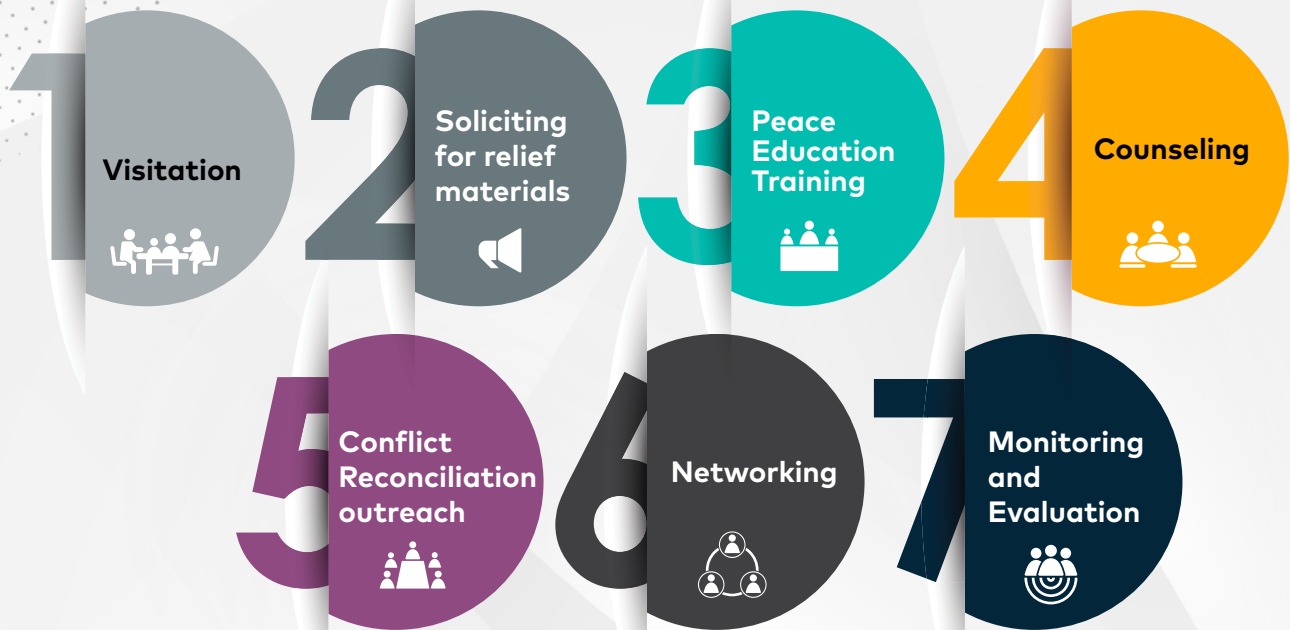 1
Visitation
2
Soliciting
for relief
materials
3
Peace
Education
Training
4
Counseling
5
Conflict
Reconciliation
outreach
6
Networking
7
Monitoring
and
Evaluation